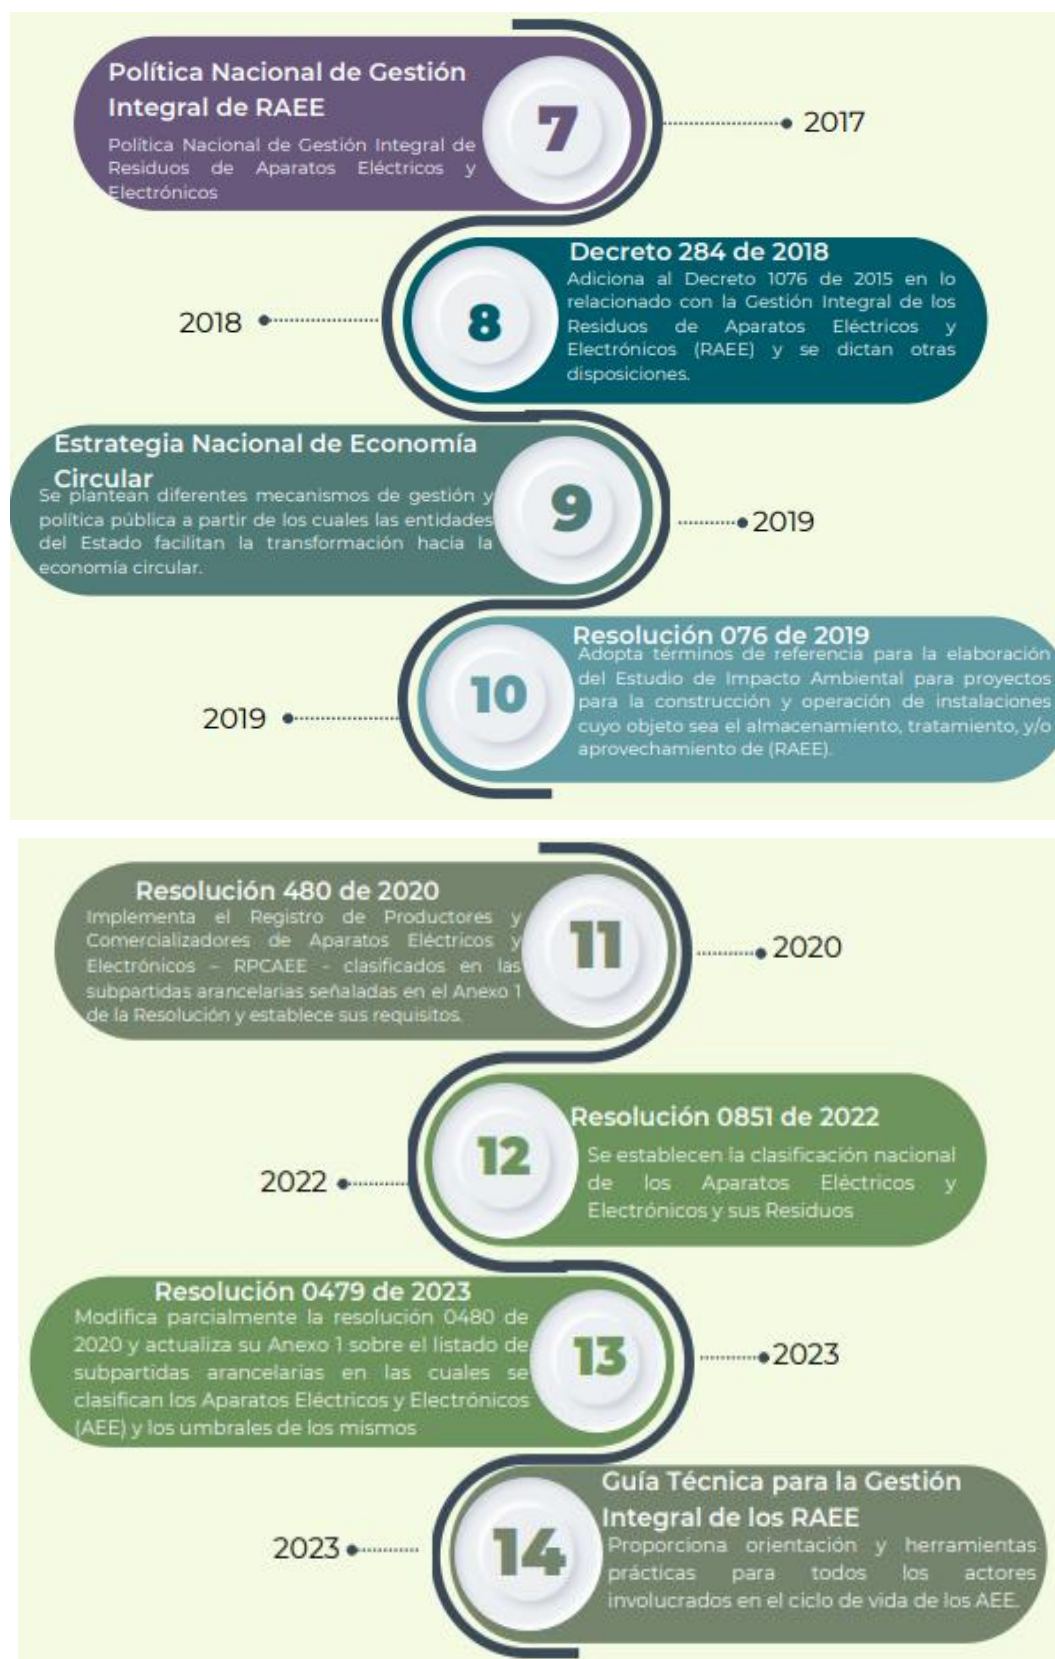 Política Nacional de Gestión
Integral de RAEE
Política Nacional de Gestión Integral de
Residuos de Aparatos Eléctricos y
Electrónicos
7
2017
Decreto 284 de 2018
Adiciona al Decreto 1076 de 2015 en lo
relacionado con la Gestión Integral de los
Residuos de Aparatos Eléctricos y
Electrónicos (RAEE) y se dictan otras
disposiciones.
8
2018
Estrategia Nacional de Economía
Circular
Se plantean diferentes mecanismos de gestión y
política pública a partir de los cuales las entidades
del Estado facilitan la transformación hacia la
economía circular.
9
2019
Resolución 076 de 2019
Adopta términos de referencia para la elaboración
del Estudio de Impacto Ambiental para proyectos
para la construcción y operación de instalaciones
cuyo objeto sea el almacenamiento, tratamiento, y/o
aprovechamiento de (RAEE).
10
2019
Resolución 480 de 2020
Implementa el Registro de Productores y
Comercializadores de Aparatos Eléctricos y
Electrónicos – RPCAEE - clasificados en las
subpartidas arancelarias señaladas en el Anexo 1
de la Resolución y establece sus requisitos.
11
2020
Resolución 0851 de 2022
Se establecen la clasificación nacional
de los Aparatos Eléctricos y
Electrónicos y sus Residuos
12
2022
Resolución 0479 de 2023
Modifica parcialmente la resolución 0480 de
2020 y actualiza su Anexo 1 sobre el listado de
subpartidas arancelarias en las cuales se
clasifican los Aparatos Eléctricos y Electrónicos
(AEE) y los umbrales de los mismos
13
2023
Guía Técnica para la Gestión
Integral de los RAEE
Proporciona orientación y herramientas
prácticas para todos los actores
involucrados en el ciclo de vida de los AEE.
14
2023